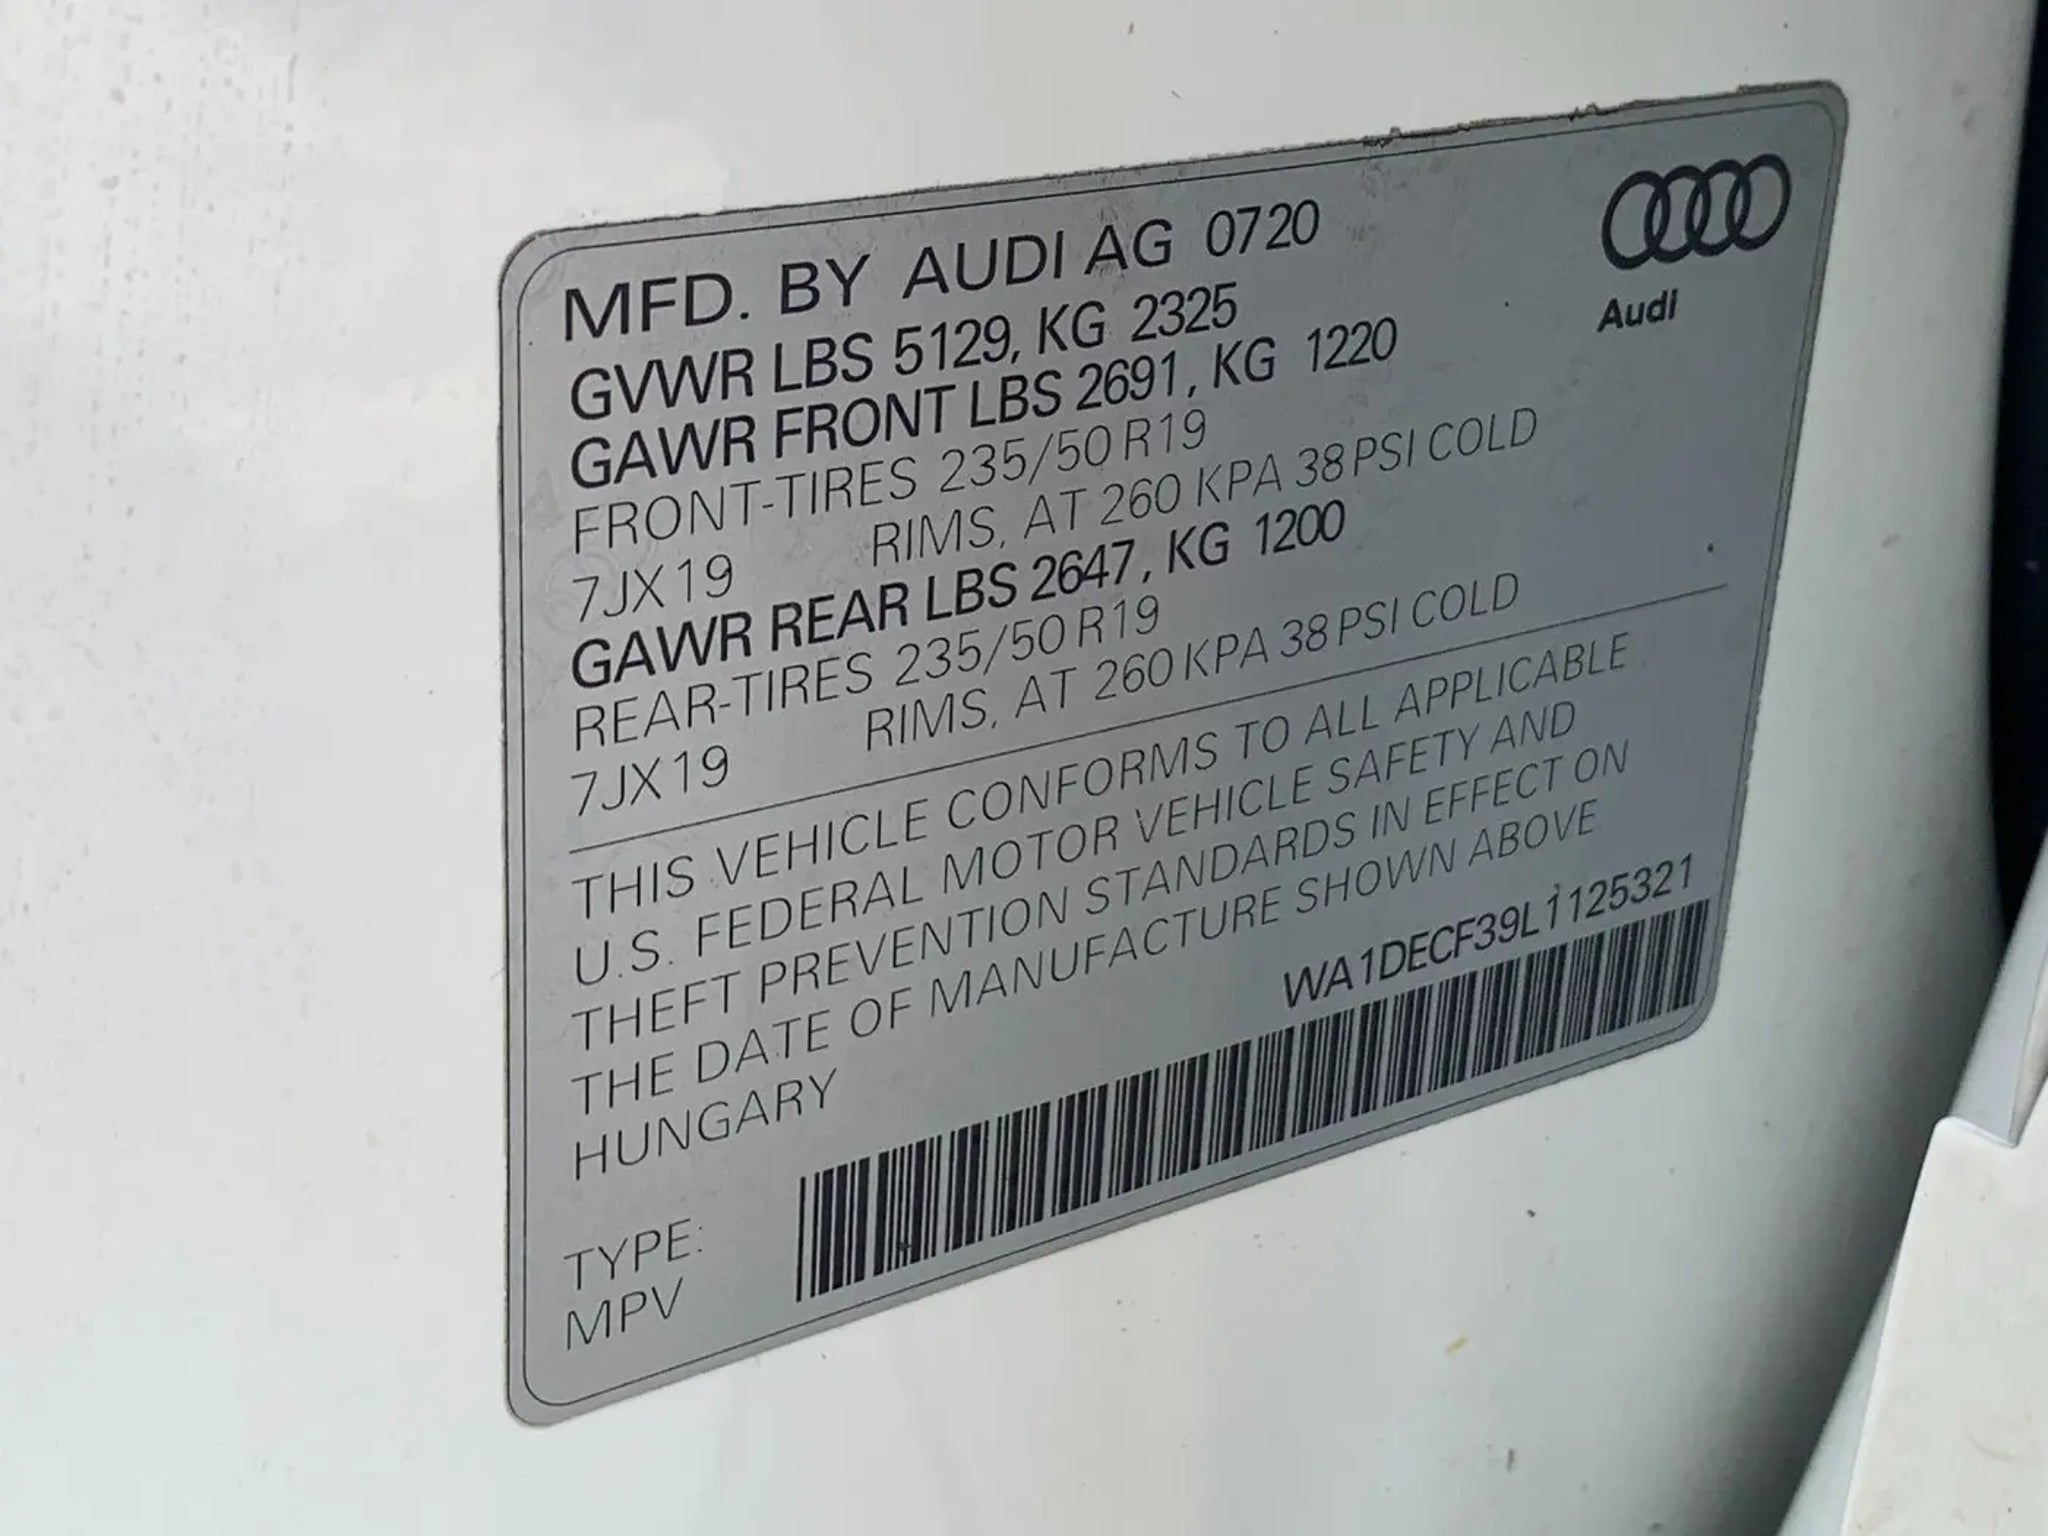 MFD. BY AUDI AG 0720
GVWR LBS 5129, KG 2325
GAWR FRONT LBS 2691, KG 1220
FRONT-TIRES 235/50 R19
7JX19 RIMS, AT 260 KPA 38 PSI COLD
GAWR REAR LBS 2647, KG 1200
REAR-TIRES 235/50 R19
7JX19 RIMS, AT 260 KPA 38 PSI COLD
Audi
THIS VEHICLE CONFORMS TO ALL APPLICABLE
U.S. FEDERAL MOTOR VEHICLE SAFETY AND
THEFT PREVENTION STANDARDS IN EFFECT ON
THE DATE OF MANUFACTURE SHOWN ABOVE
HUNGARY
WA1DECF39L1125321
TYPE:
MPV